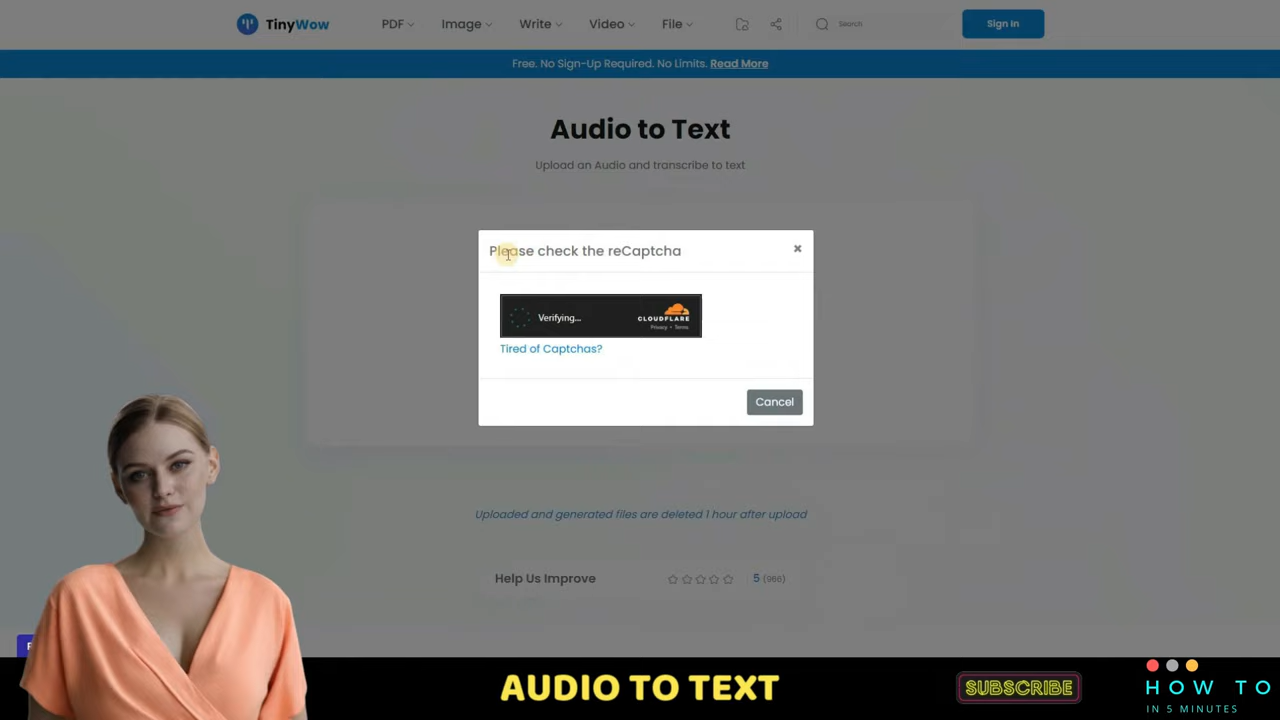 TinyWow PDF Image Write Video File Search Sign In
Free. No Sign-Up Required. No Limits. Read More
Audio to Text
Upload an Audio and transcribe to text
Please check the reCaptcha ×
Verifying... CLOUDFLARE
Privacy • Terms
Tired of Captchas?
Cancel
Uploaded and generated files are deleted 1 hour after upload
Help Us Improve 5 (966)
AUDIO TO TEXT
SUBSCRIBE
HOW TO
IN 5 MINUTES